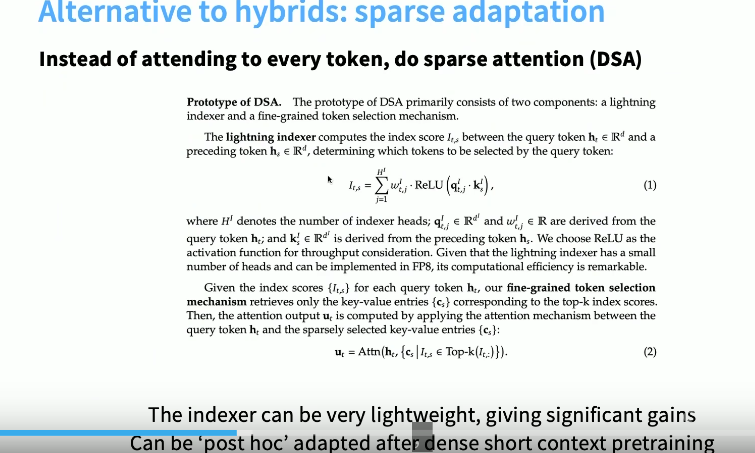 Alternative to hybrids: sparse adaptation
Instead of attending to every token, do sparse attention (DSA)
Prototype of DSA. The prototype of DSA primarily consists of two components: a lightning
indexer and a fine-grained token selection mechanism.
The lightning indexer computes the index score I_{t,s} between the query token h_t ∈ ℝ^d and a
preceding token h_s ∈ ℝ^d, determining which tokens to be selected by the query token:
I_{t,s} = ∑_{j=1}^{H^I} w^I_{t,j} · ReLU (q^I_{t,j} · k^I_s), (1)
where H^I denotes the number of indexer heads; q^I_{t,j} ∈ ℝ^{d^I} and w^I_{t,j} ∈ ℝ are derived from the
query token h_t; and k^I_s ∈ ℝ^{d^I} is derived from the preceding token h_s. We choose ReLU as the
activation function for throughput consideration. Given that the lightning indexer has a small
number of heads and can be implemented in FP8, its computational efficiency is remarkable.
Given the index scores {I_{t,s}} for each query token h_t, our fine-grained token selection
mechanism retrieves only the key-value entries {c_s} corresponding to the top-k index scores.
Then, the attention output u_t is computed by applying the attention mechanism between the
query token h_t and the sparsely selected key-value entries {c_s}:
u_t = Attn(h_t, {c_s | I_{t,s} ∈ Top-k(I_{t,:})}). (2)
The indexer can be very lightweight, giving significant gains
Can be ‘post hoc’ adapted after dense short context pretraining